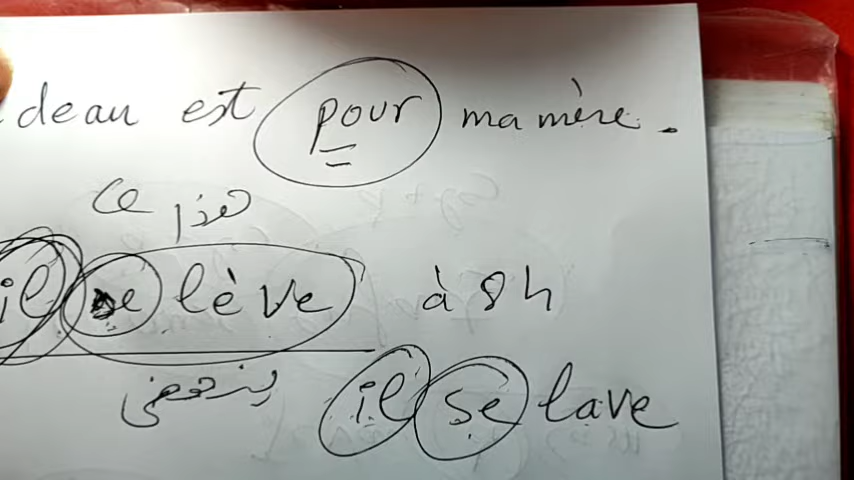 deau est pour ma mère.
ce هذا
il se lève à 8h
ينهض il se lave